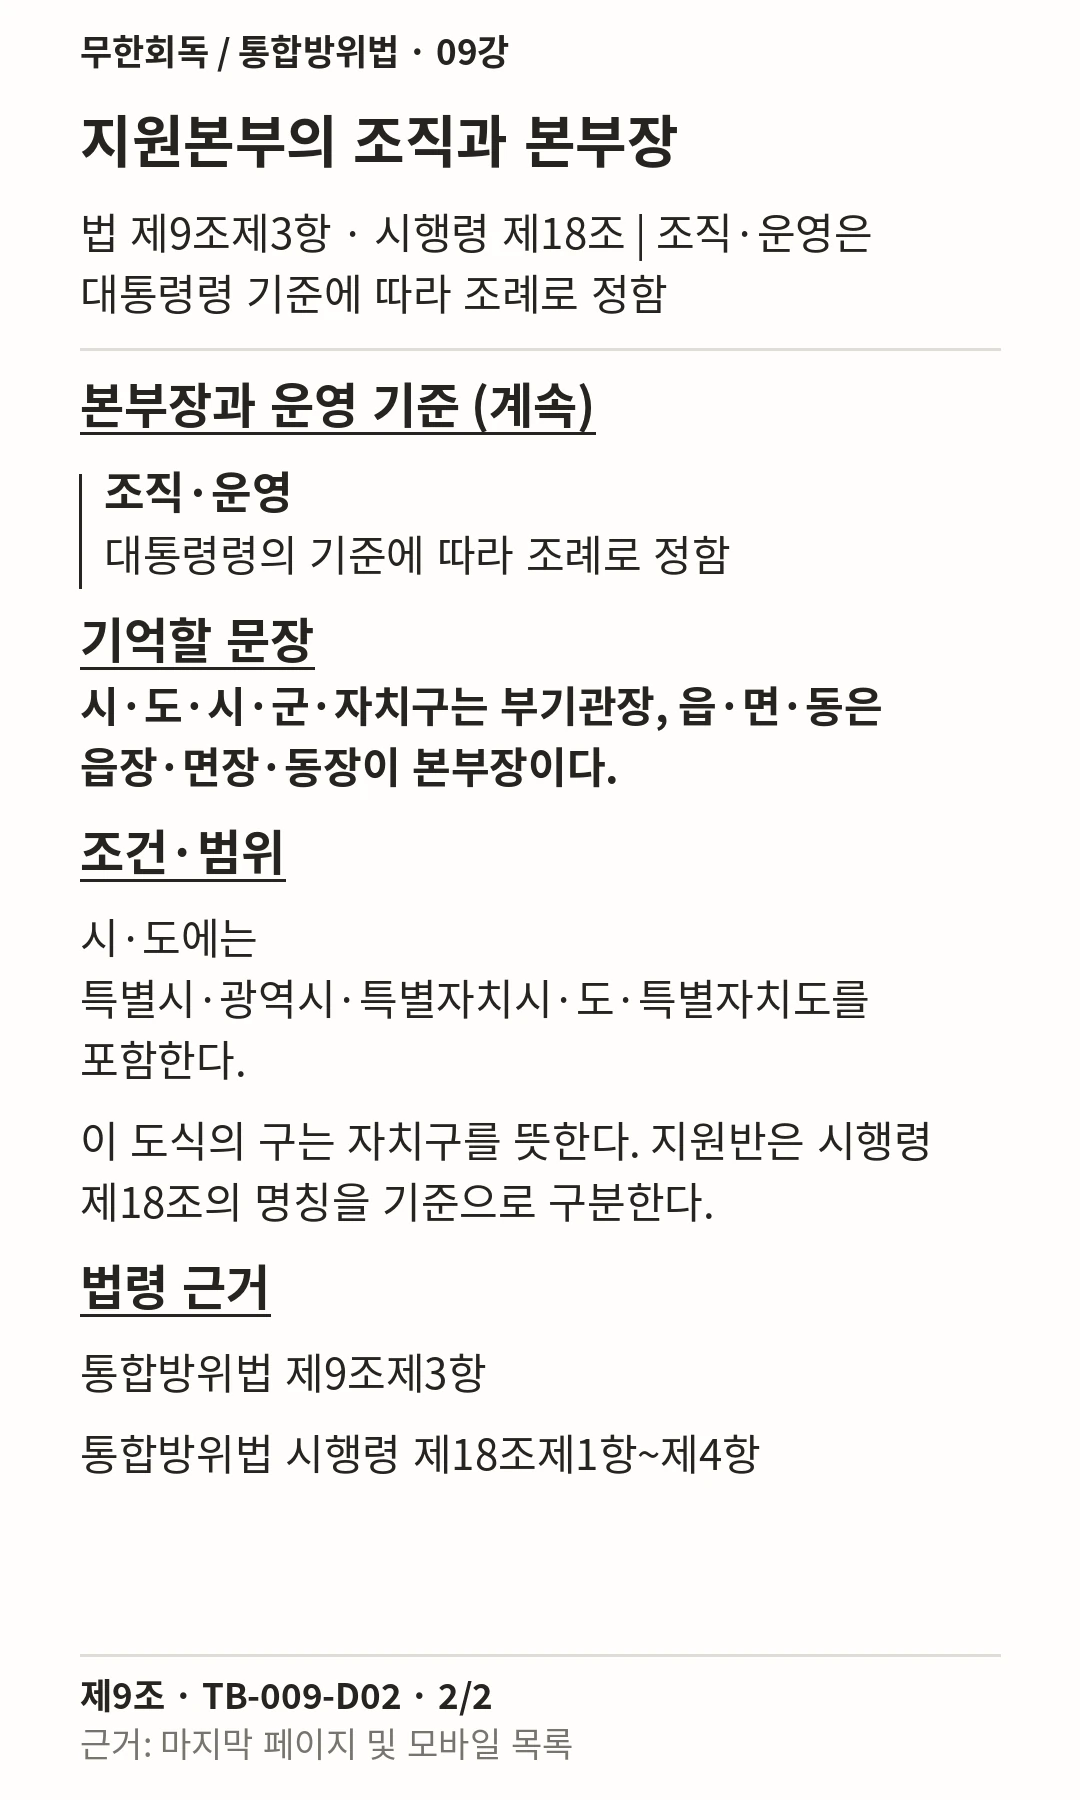 무한회독 / 통합방위법 · 09강
지원본부의 조직과 본부장
법 제9조제3항 · 시행령 제18조 | 조직·운영은
대통령령 기준에 따라 조례로 정함
본부장과 운영 기준 (계속)
조직·운영
대통령령의 기준에 따라 조례로 정함
기억할 문장
시·도·시·군·자치구는 부기관장, 읍·면·동은
읍장·면장·동장이 본부장이다.
조건·범위
시·도에는
특별시·광역시·특별자치시·도·특별자치도를
포함한다.
이 도식의 구는 자치구를 뜻한다. 지원반은 시행령
제18조의 명칭을 기준으로 구분한다.
법령 근거
통합방위법 제9조제3항
통합방위법 시행령 제18조제1항~제4항
제9조 · TB-009-D02 · 2/2
근거: 마지막 페이지 및 모바일 목록